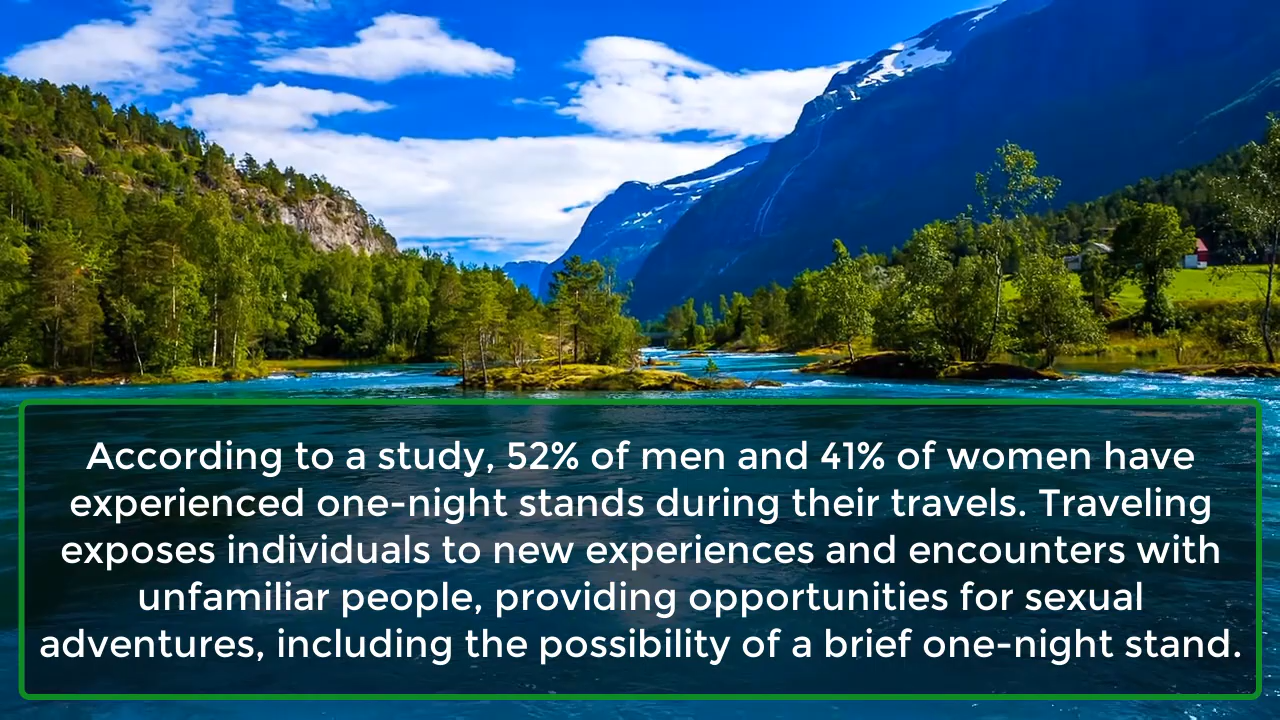 According to a study, 52% of men and 41% of women have
experienced one-night stands during their travels. Traveling
exposes individuals to new experiences and encounters with
unfamiliar people, providing opportunities for sexual
adventures, including the possibility of a brief one-night stand.